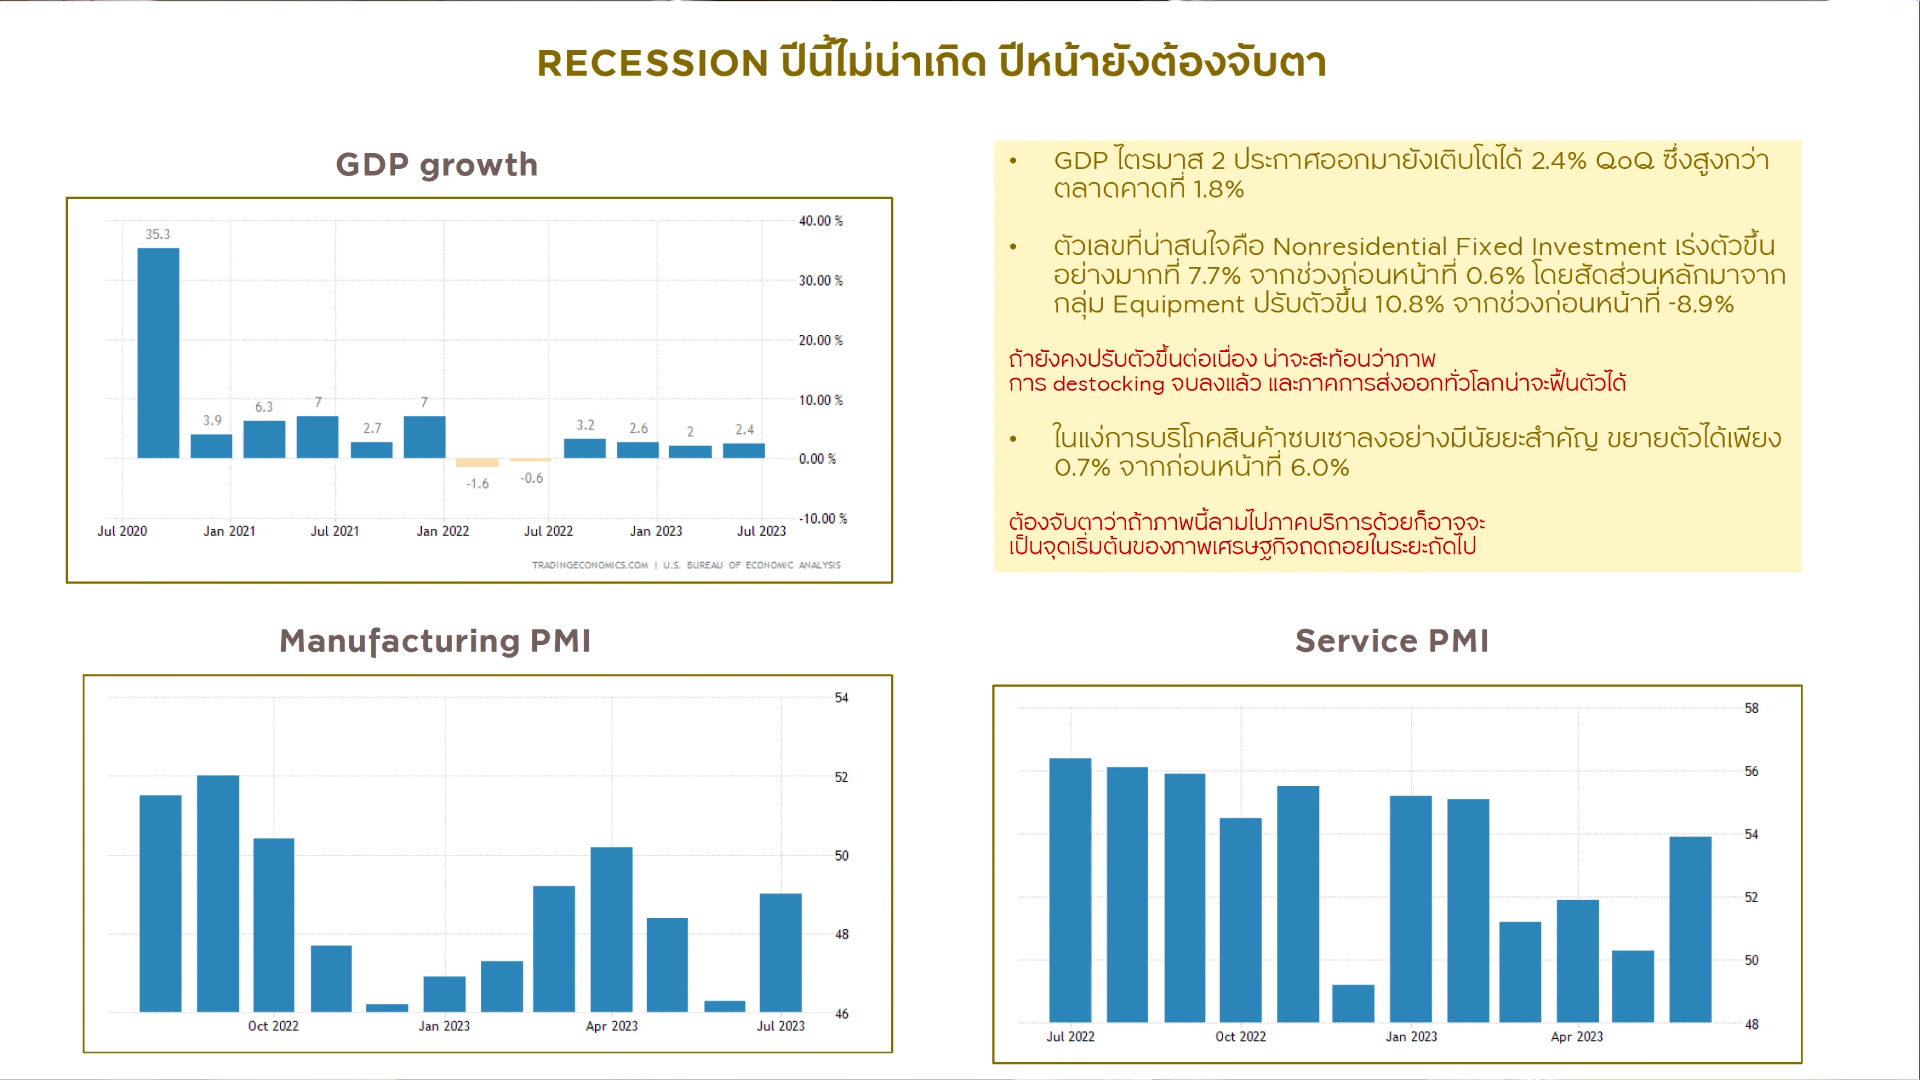 RECESSION ปีนี้ไม่น่าเกิด ปีหน้ายังต้องจับตา
GDP growth
40.00 %
30.00 %
20.00 %
10.00 %
0.00 %
-10.00 %
35.3
3.9
6.3
7
2.7
7
-1.6
-0.6
3.2
2.6
2
2.4
Jul 2020 Jan 2021 Jul 2021 Jan 2022 Jul 2022 Jan 2023 Jul 2023
TRADINGECONOMICS.COM | U.S. BUREAU OF ECONOMIC ANALYSIS
• GDP ไตรมาส 2 ประกาศออกมายังเติบโตได้ 2.4% QoQ ซึ่งสูงกว่า
ตลาดคาดที่ 1.8%
• ตัวเลขที่น่าสนใจคือ Nonresidential Fixed Investment เร่งตัวขึ้น
อย่างมากที่ 7.7% จากช่วงก่อนหน้าที่ 0.6% โดยสัดส่วนหลักมาจาก
กลุ่ม Equipment ปรับตัวขึ้น 10.8% จากช่วงก่อนหน้าที่ -8.9%
ถ้ายังคงปรับตัวขึ้นต่อเนื่อง น่าจะสะท้อนว่าภาพ
การ destocking จบลงแล้ว และภาคการส่งออกทั่วโลกน่าจะฟื้นตัวได้
• ในแง่การบริโภคสินค้าซบเซาลงอย่างมีนัยยะสำคัญ ขยายตัวได้เพียง
0.7% จากก่อนหน้าที่ 6.0%
ต้องจับตาว่าถ้าภาพนี้ลามไปภาคบริการด้วยก็อาจจะ
เป็นจุดเริ่มต้นของภาพเศรษฐกิจถดถอยในระยะถัดไป
Manufacturing PMI
54
52
50
48
46
Oct 2022 Jan 2023 Apr 2023 Jul 2023
Service PMI
58
56
54
52
50
48
Jul 2022 Oct 2022 Jan 2023 Apr 2023